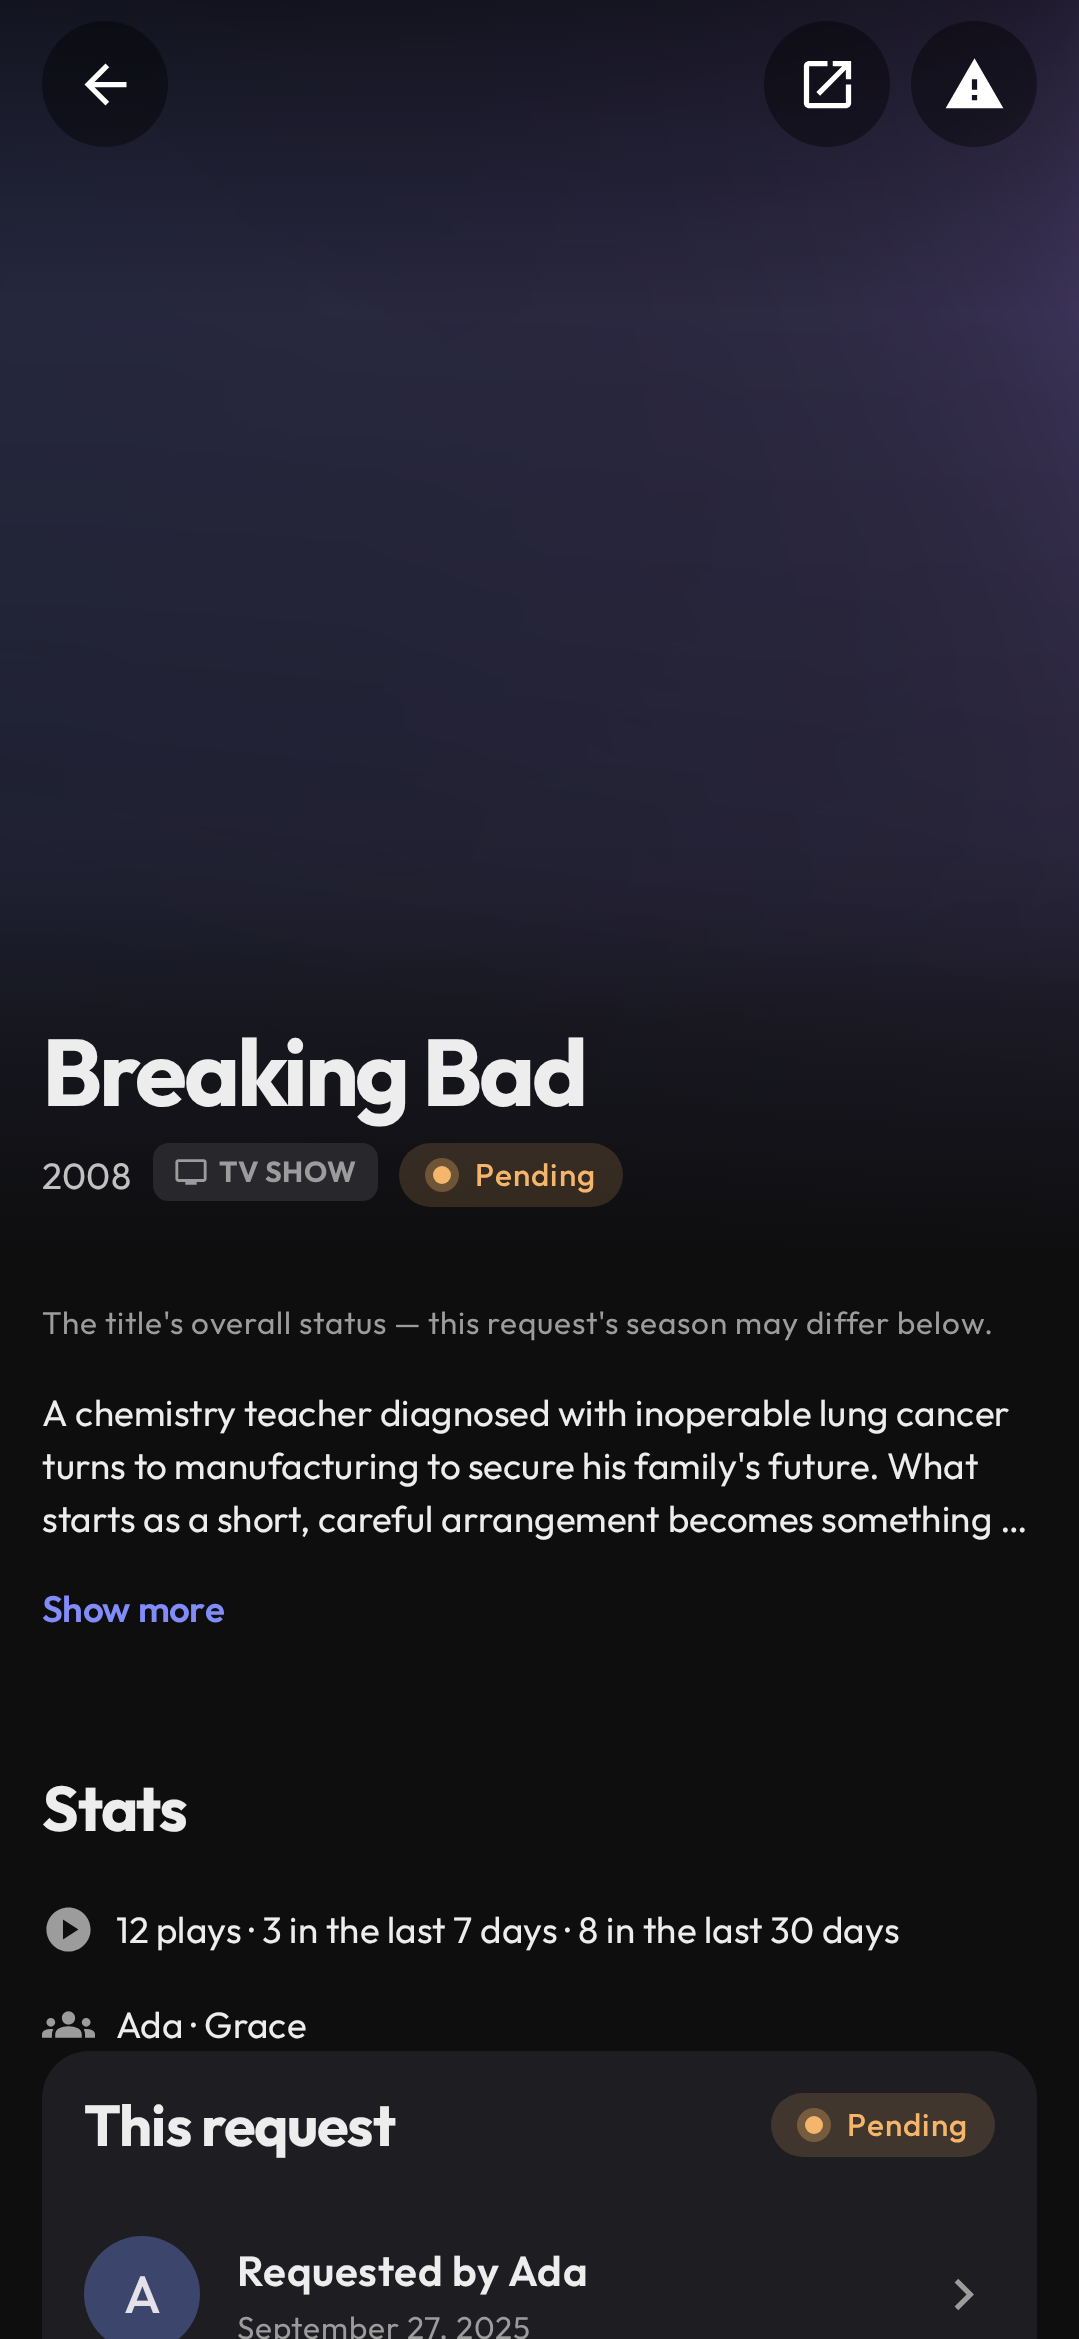 Breaking Bad
2008
TV SHOW
Pending
The title's overall status — this request's season may differ below.
A chemistry teacher diagnosed with inoperable lung cancer
turns to manufacturing to secure his family's future. What
starts as a short, careful arrangement becomes something ...
Show more
Stats
12 plays · 3 in the last 7 days · 8 in the last 30 days
Ada · Grace
This request
Pending
A
Requested by Ada
September 27, 2025